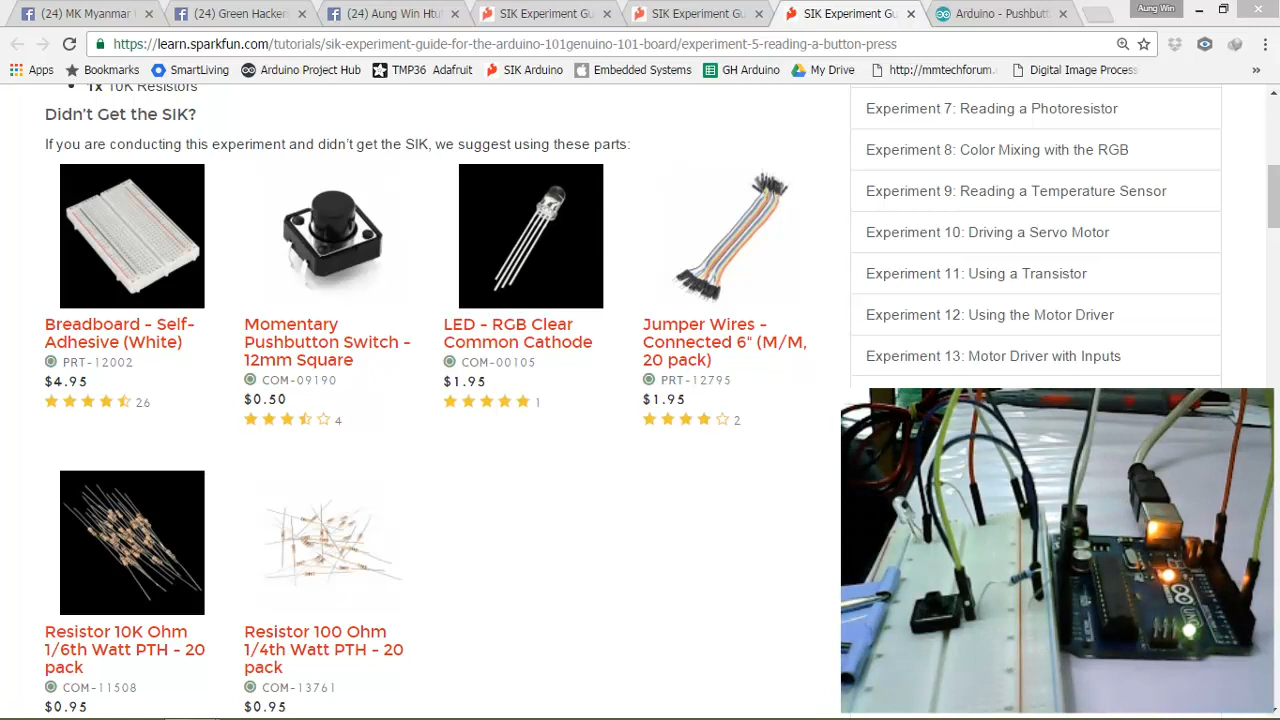 (24) MK Myanmar
(24) Green Hacker
(24) Aung Win Htut
SIK Experiment Gu
SIK Experiment Gu
SIK Experiment Gu
Arduino - Pushbutt
Aung Win
https://learn.sparkfun.com/tutorials/sik-experiment-guide-for-the-arduino-101genuino-101-board/experiment-5-reading-a-button-press
Apps
Bookmarks
SmartLiving
Arduino Project Hub
TMP36 Adafruit
SIK Arduino
Embedded Systems
GH Arduino
My Drive
http://mmtechforum.
Digital Image Process
»
1x 10K Resistors
Didn't Get the SIK?
If you are conducting this experiment and didn't get the SIK, we suggest using these parts:
Breadboard - Self-
Adhesive (White)
PRT-12002
$4.95
26
Momentary
Pushbutton Switch -
12mm Square
COM-09190
$0.50
4
LED - RGB Clear
Common Cathode
COM-00105
$1.95
1
Jumper Wires -
Connected 6" (M/M,
20 pack)
PRT-12795
$1.95
2
Resistor 10K Ohm
1/6th Watt PTH - 20
pack
COM-11508
$0.95
Resistor 100 Ohm
1/4th Watt PTH - 20
pack
COM-13761
$0.95
Experiment 7: Reading a Photoresistor
Experiment 8: Color Mixing with the RGB
Experiment 9: Reading a Temperature Sensor
Experiment 10: Driving a Servo Motor
Experiment 11: Using a Transistor
Experiment 12: Using the Motor Driver
Experiment 13: Motor Driver with Inputs
UNO